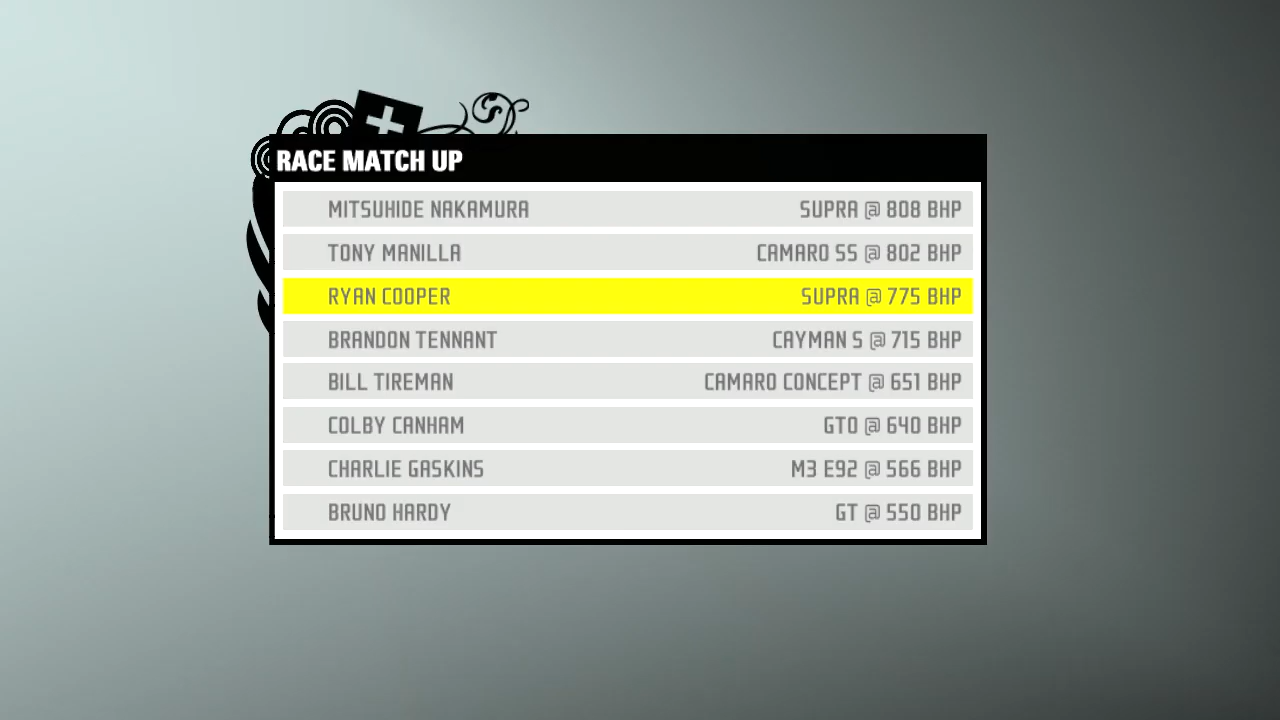 RACE MATCH UP
MITSUHIDE NAKAMURA SUPRA @ 808 BHP
TONY MANILLA CAMARO SS @ 802 BHP
RYAN COOPER SUPRA @ 775 BHP
BRANDON TENNANT CAYMAN S @ 715 BHP
BILL TIREMAN CAMARO CONCEPT @ 651 BHP
COLBY CANHAM GTO @ 640 BHP
CHARLIE GASKINS M3 E92 @ 566 BHP
BRUNO HARDY GT @ 550 BHP